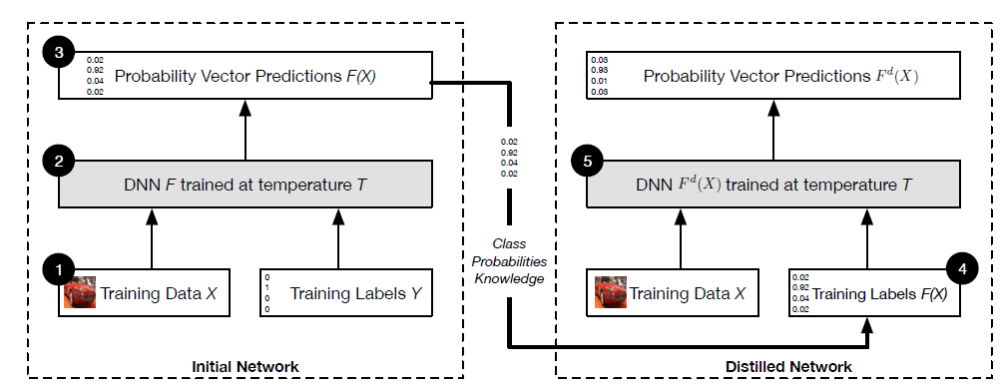 3
0.02
0.92
0.04
0.02
Probability Vector Predictions F(X)
2
DNN F trained at temperature T
1
Training Data X
0
1
0
0
Training Labels Y
Initial Network
0.02
0.92
0.04
0.02
Class
Probabilities
Knowledge
0.03
0.93
0.01
0.03
Probability Vector Predictions F^d(X)
5
DNN F^d(X) trained at temperature T
Training Data X
4
0.02
0.92
0.04
0.02
Training Labels F(X)
Distilled Network